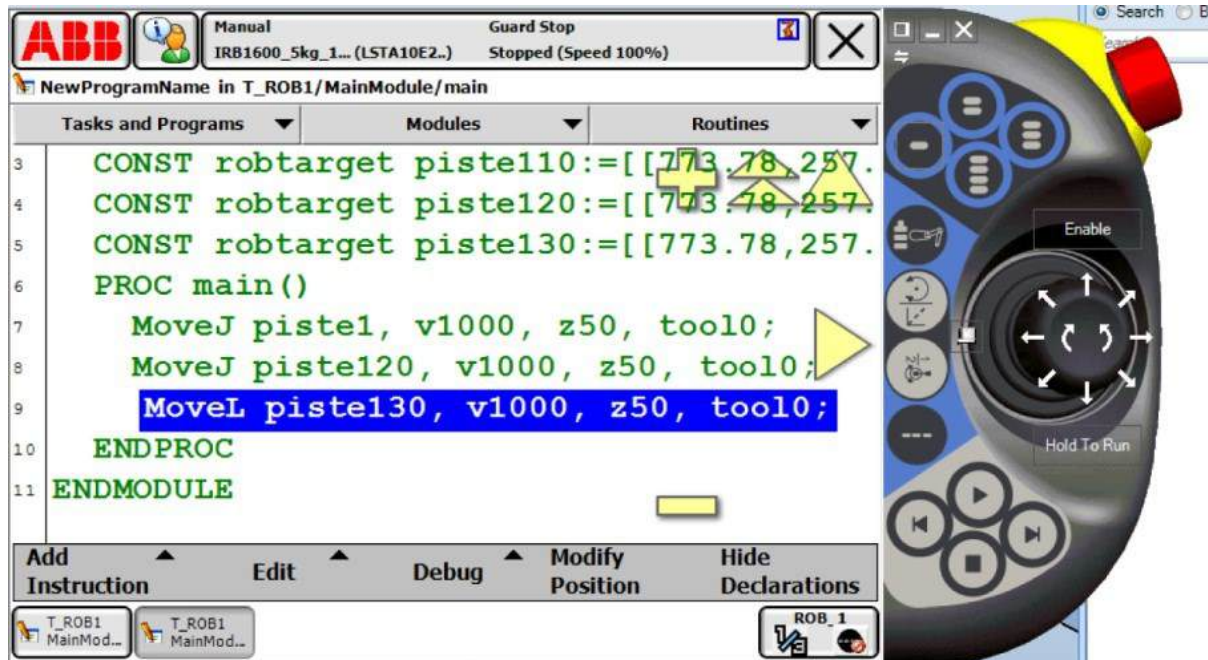 ABB
Manual
IRB1600_5kg_1... (LSTA10E2..)
Guard Stop
Stopped (Speed 100%)
NewProgramName in T_ROB1/MainModule/main
Tasks and Programs
Modules
Routines
3 CONST robtarget piste110:=[[773.78,257.
4 CONST robtarget piste120:=[[773.78,257.
5 CONST robtarget piste130:=[[773.78,257.
6 PROC main()
7 MoveJ piste1, v1000, z50, tool0;
8 MoveJ piste120, v1000, z50, tool0;
9 MoveL piste130, v1000, z50, tool0;
10 ENDPROC
11 ENDMODULE
Add Instruction
Edit
Debug
Modify Position
Hide Declarations
T_ROB1
MainMod...
T_ROB1
MainMod...
ROB_1
1/3
Search
B
Enable
Hold To Run